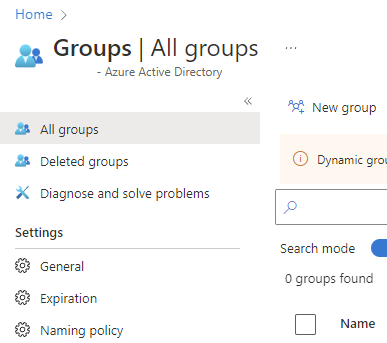 Home
Groups | All groups
- Azure Active Directory
All groups
Deleted groups
Diagnose and solve problems
Settings
General
Expiration
Naming policy
New group
Dynamic grou
Search mode
0 groups found
Name